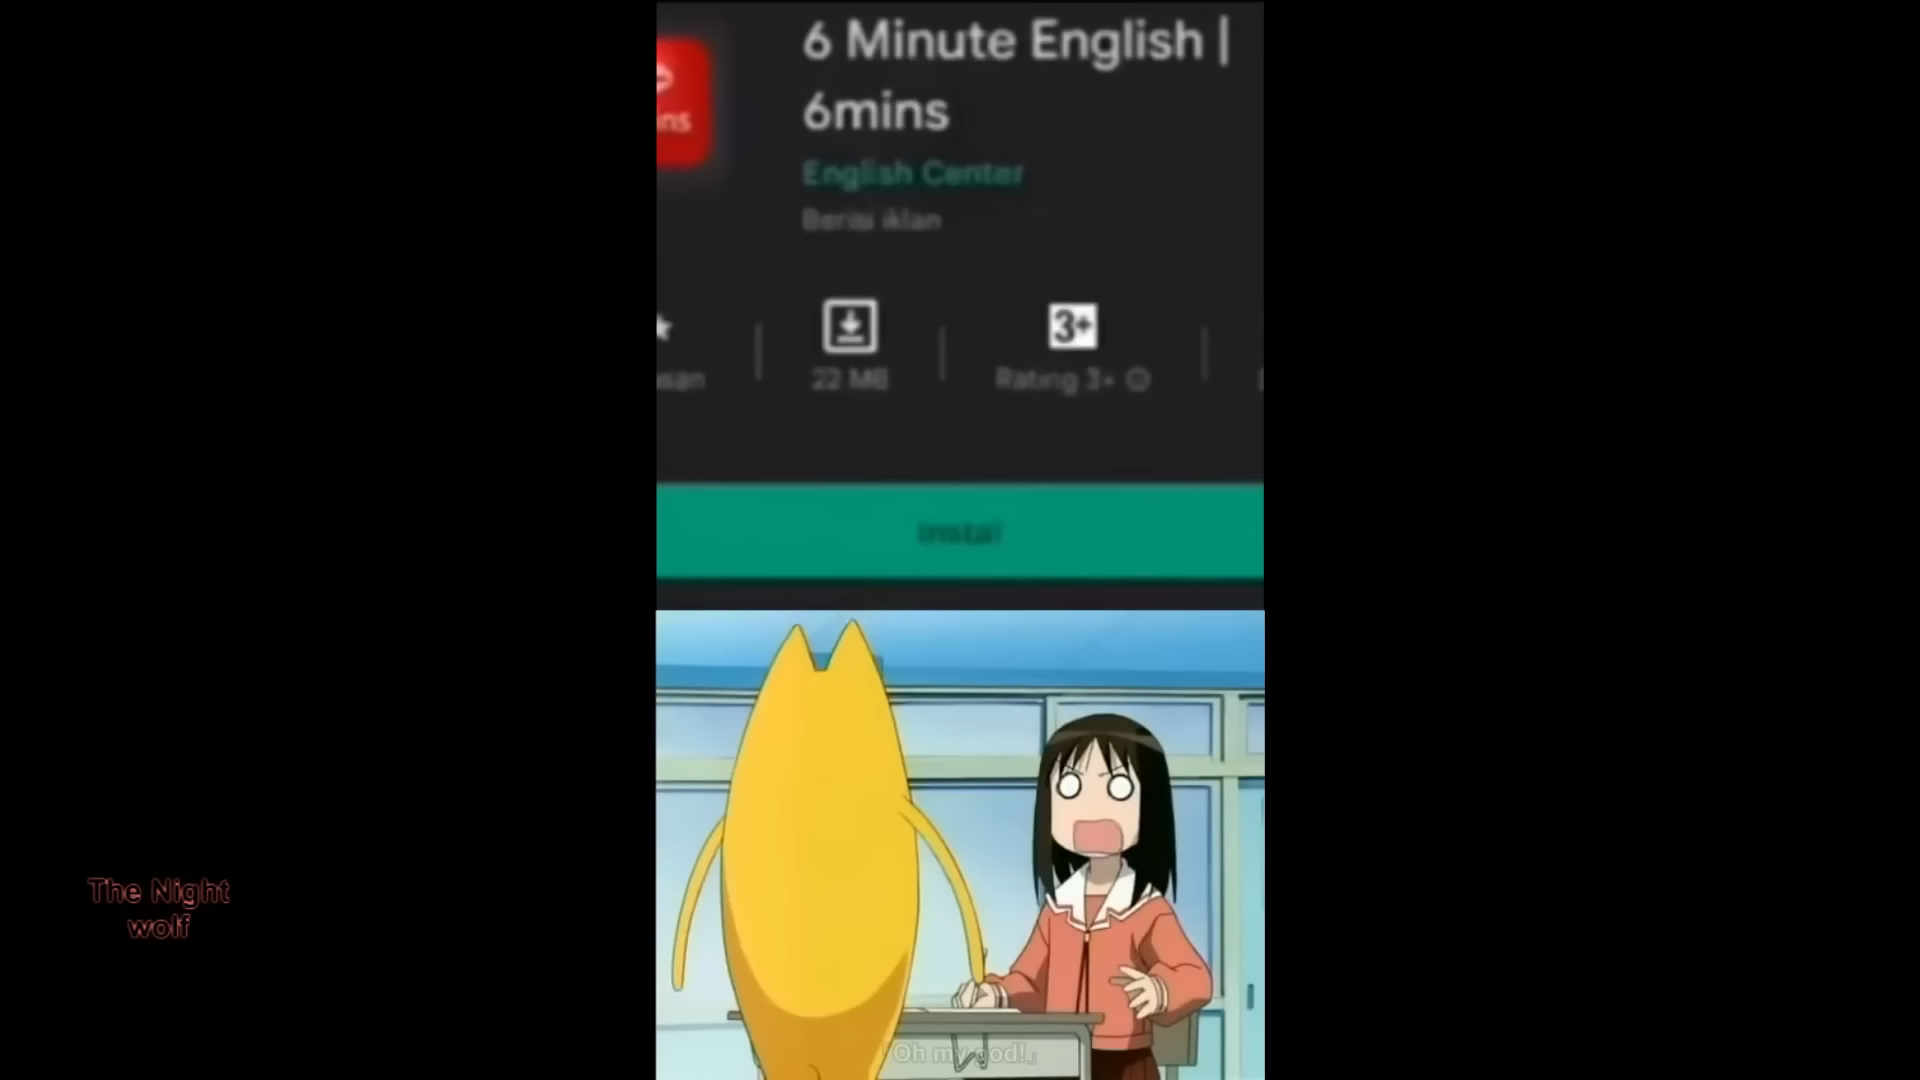 6 Minute English |
6mins
English Center
Berisi iklan
ns
3+
22 MB
Rating 3+
Instal
The Night
wolf
「Oh my god!」